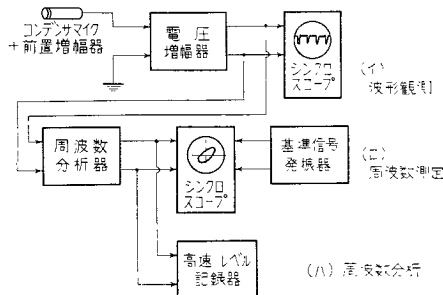 コンデンサマイク
+前置増幅器
電圧
増幅器
シンクロ
スコープ
(イ)
波形観測
周波数
分析器
シンクロ
スコープ
基準信号
発振器
(ロ)
周波数測定
高速レベル
記録器
(ハ) 周波数分析